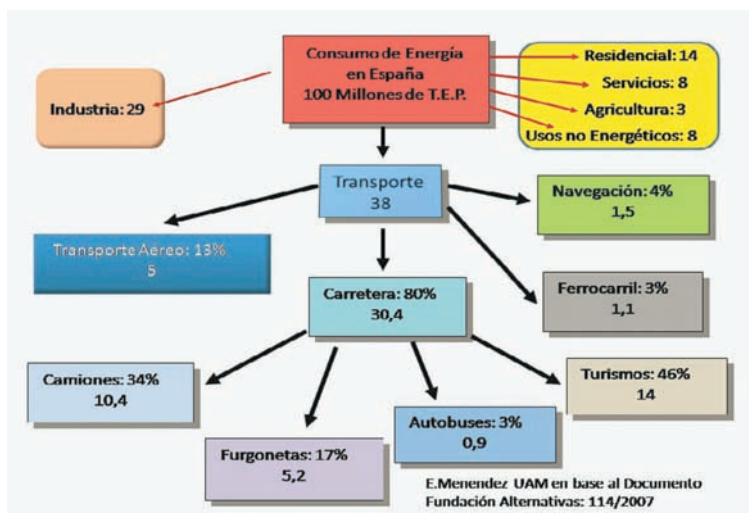 Consumo de Energía
en España
100 Millones de T.E.P.
Industria: 29
Residencial: 14
Servicios: 8
Agricultura: 3
Usos no Energéticos: 8
Transporte
38
Navegación: 4%
1,5
Transporte Aéreo: 13%
5
Carretera: 80%
30,4
Ferrocarril: 3%
1,1
Camiones: 34%
10,4
Turismos: 46%
14
Autobuses: 3%
0,9
Furgonetas: 17%
5,2
E.Menendez UAM en base al Documento
Fundación Alternativas: 114/2007